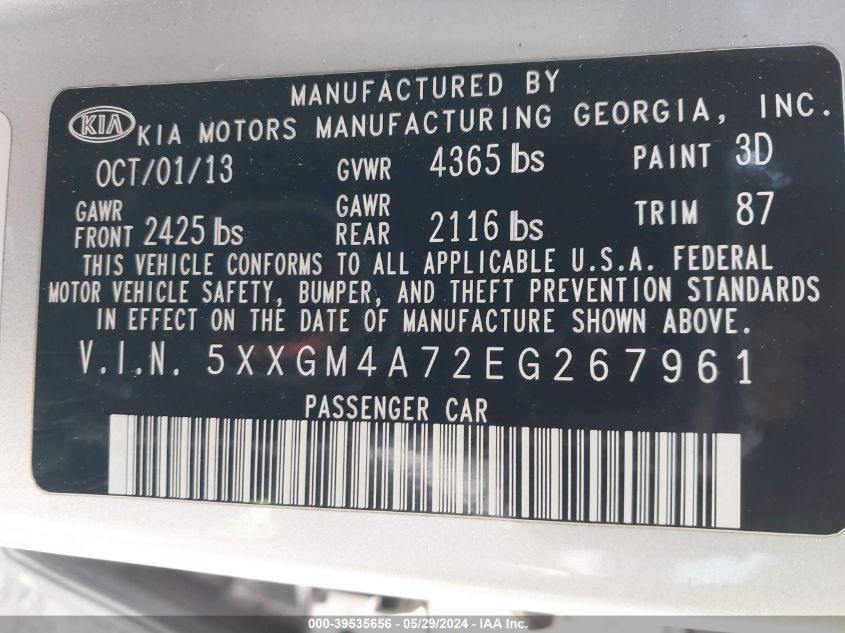 MANUFACTURED BY
KIA KIA MOTORS MANUFACTURING GEORGIA, INC.
OCT/01/13 GVWR 4365 lbs PAINT 3D
GAWR FRONT 2425 lbs GAWR REAR 2116 lbs TRIM 87
THIS VEHICLE CONFORMS TO ALL APPLICABLE U.S.A. FEDERAL
MOTOR VEHICLE SAFETY, BUMPER, AND THEFT PREVENTION STANDARDS
IN EFFECT ON THE DATE OF MANUFACTURE SHOWN ABOVE.
V.I.N. 5XXGM4A72EG267961
PASSENGER CAR
000-39535656 - 05/29/2024 - IAA Inc.